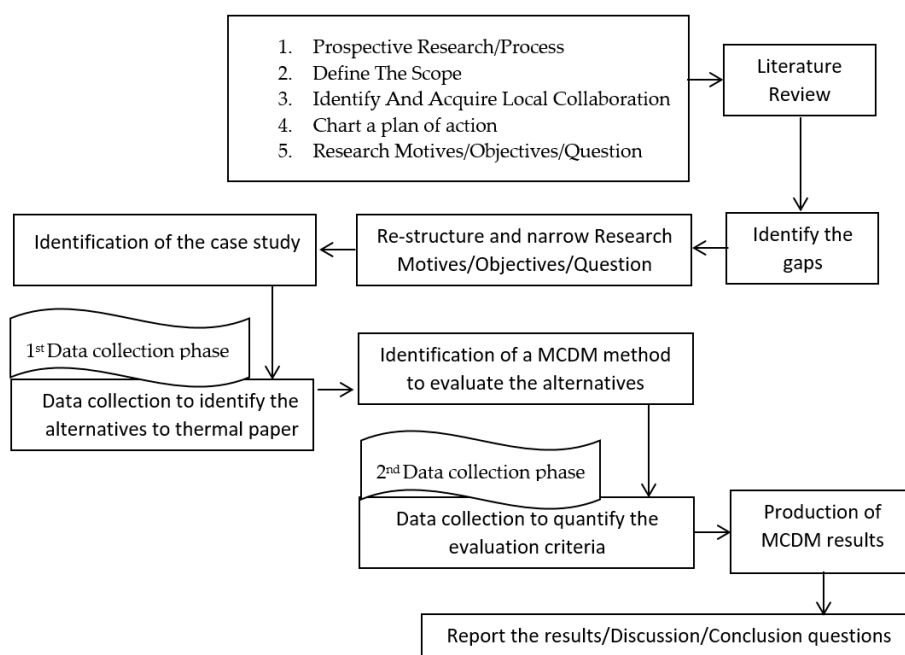 1. Prospective Research/Process
2. Define The Scope
3. Identify And Acquire Local Collaboration
4. Chart a plan of action
5. Research Motives/Objectives/Question
Literature
Review
Identify the
gaps
Re-structure and narrow Research
Motives/Objectives/Question
Identification of the case study
1st Data collection phase
Data collection to identify the
alternatives to thermal paper
Identification of a MCDM method
to evaluate the alternatives
2nd Data collection phase
Data collection to quantify the
evaluation criteria
Production of
MCDM results
Report the results/Discussion/Conclusion questions